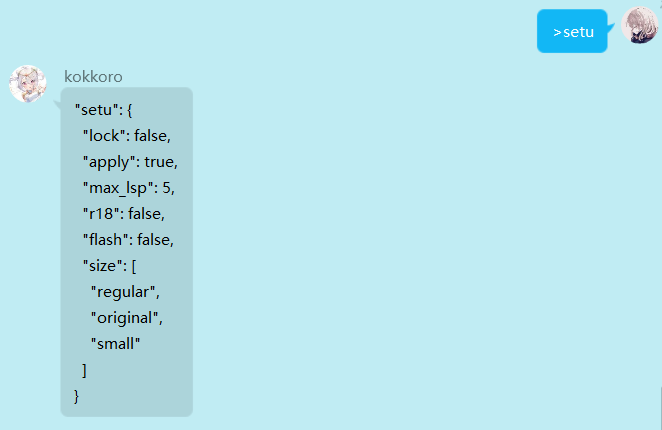 >setu
kokkoro
"setu": {
"lock": false,
"apply": true,
"max_lsp": 5,
"r18": false,
"flash": false,
"size": [
"regular",
"original",
"small"
]
}